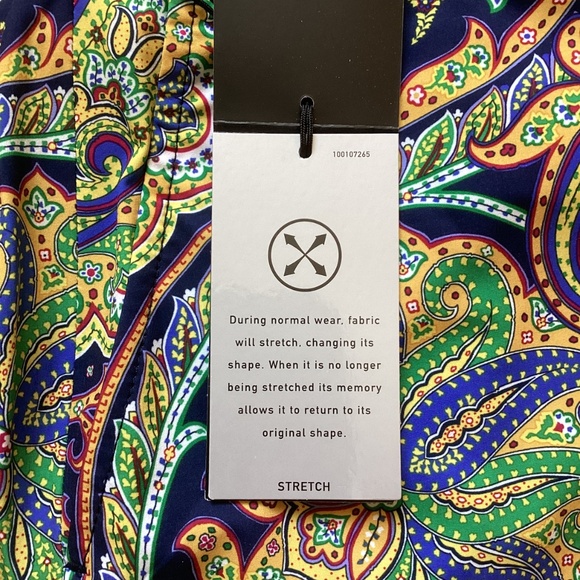 100107265
During normal wear, fabric
will stretch, changing its
shape. When it is no longer
being stretched its memory
allows it to return to its
original shape.
STRETCH